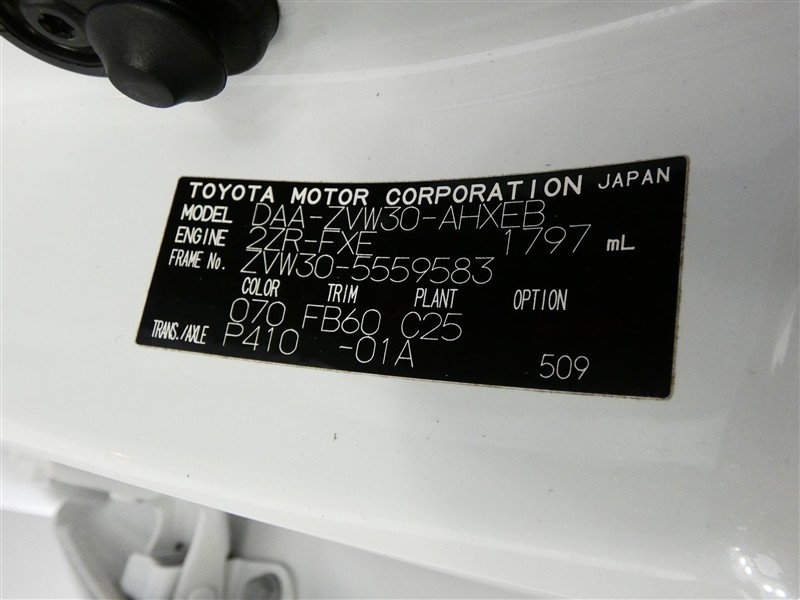 TOYOTA MOTOR CORPORATION JAPAN
MODEL DAA-ZVW30-AHXEB
ENGINE 2ZR-FXE 1797 mL
FRAME No. ZVW30-5559583
COLOR TRIM PLANT OPTION
070 FB60 C25
TRANS./AXLE P410 -01A
509